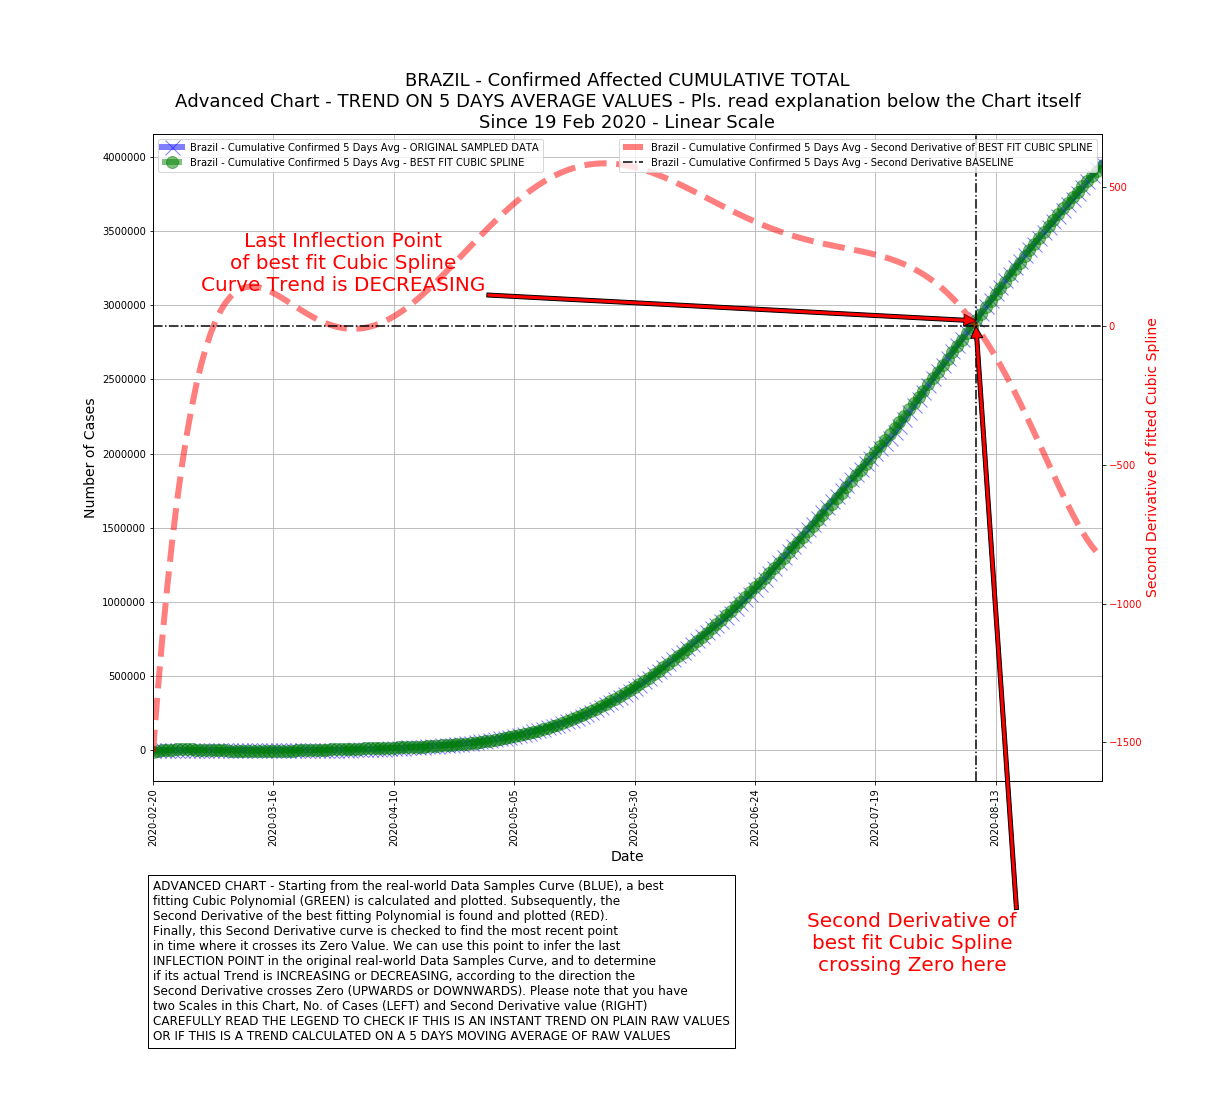 BRAZIL - Confirmed Affected CUMULATIVE TOTAL
Advanced Chart - TREND ON 5 DAYS AVERAGE VALUES - Pls. read explanation below the Chart itself
Since 19 Feb 2020 - Linear Scale
Brazil - Cumulative Confirmed 5 Days Avg - ORIGINAL SAMPLED DATA
Brazil - Cumulative Confirmed 5 Days Avg - BEST FIT CUBIC SPLINE
Brazil - Cumulative Confirmed 5 Days Avg - Second Derivative of BEST FIT CUBIC SPLINE
Brazil - Cumulative Confirmed 5 Days Avg - Second Derivative BASELINE
Last Inflection Point
of best fit Cubic Spline
Curve Trend is DECREASING
Number of Cases
4000000
3500000
3000000
2500000
2000000
1500000
1000000
500000
0
500
0
−500
−1000
−1500
Second Derivative of fitted Cubic Spline
2020-02-20
2020-03-16
2020-04-10
2020-05-05
2020-05-30
2020-06-24
2020-07-19
2020-08-13
Date
ADVANCED CHART - Starting from the real-world Data Samples Curve (BLUE), a best
fitting Cubic Polynomial (GREEN) is calculated and plotted. Subsequently, the
Second Derivative of the best fitting Polynomial is found and plotted (RED).
Finally, this Second Derivative curve is checked to find the most recent point
in time where it crosses its Zero Value. We can use this point to infer the last
INFLECTION POINT in the original real-world Data Samples Curve, and to determine
if its actual Trend is INCREASING or DECREASING, according to the direction the
Second Derivative crosses Zero (UPWARDS or DOWNWARDS). Please note that you have
two Scales in this Chart, No. of Cases (LEFT) and Second Derivative value (RIGHT)
CAREFULLY READ THE LEGEND TO CHECK IF THIS IS AN INSTANT TREND ON PLAIN RAW VALUES
OR IF THIS IS A TREND CALCULATED ON A 5 DAYS MOVING AVERAGE OF RAW VALUES
Second Derivative of
best fit Cubic Spline
crossing Zero here